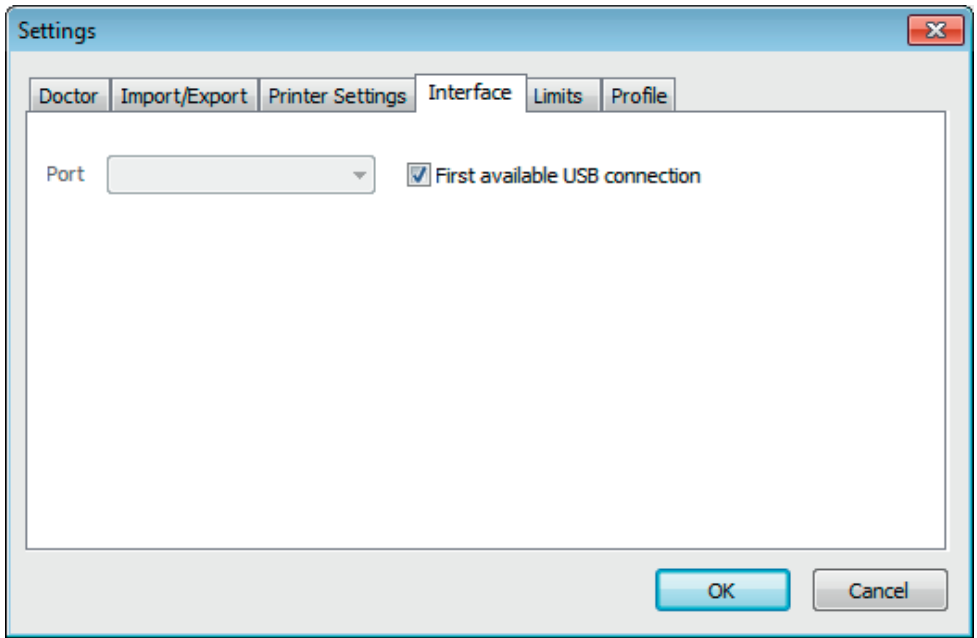 Settings
Doctor Import/Export Printer Settings Interface Limits Profile
Port First available USB connection
OK Cancel